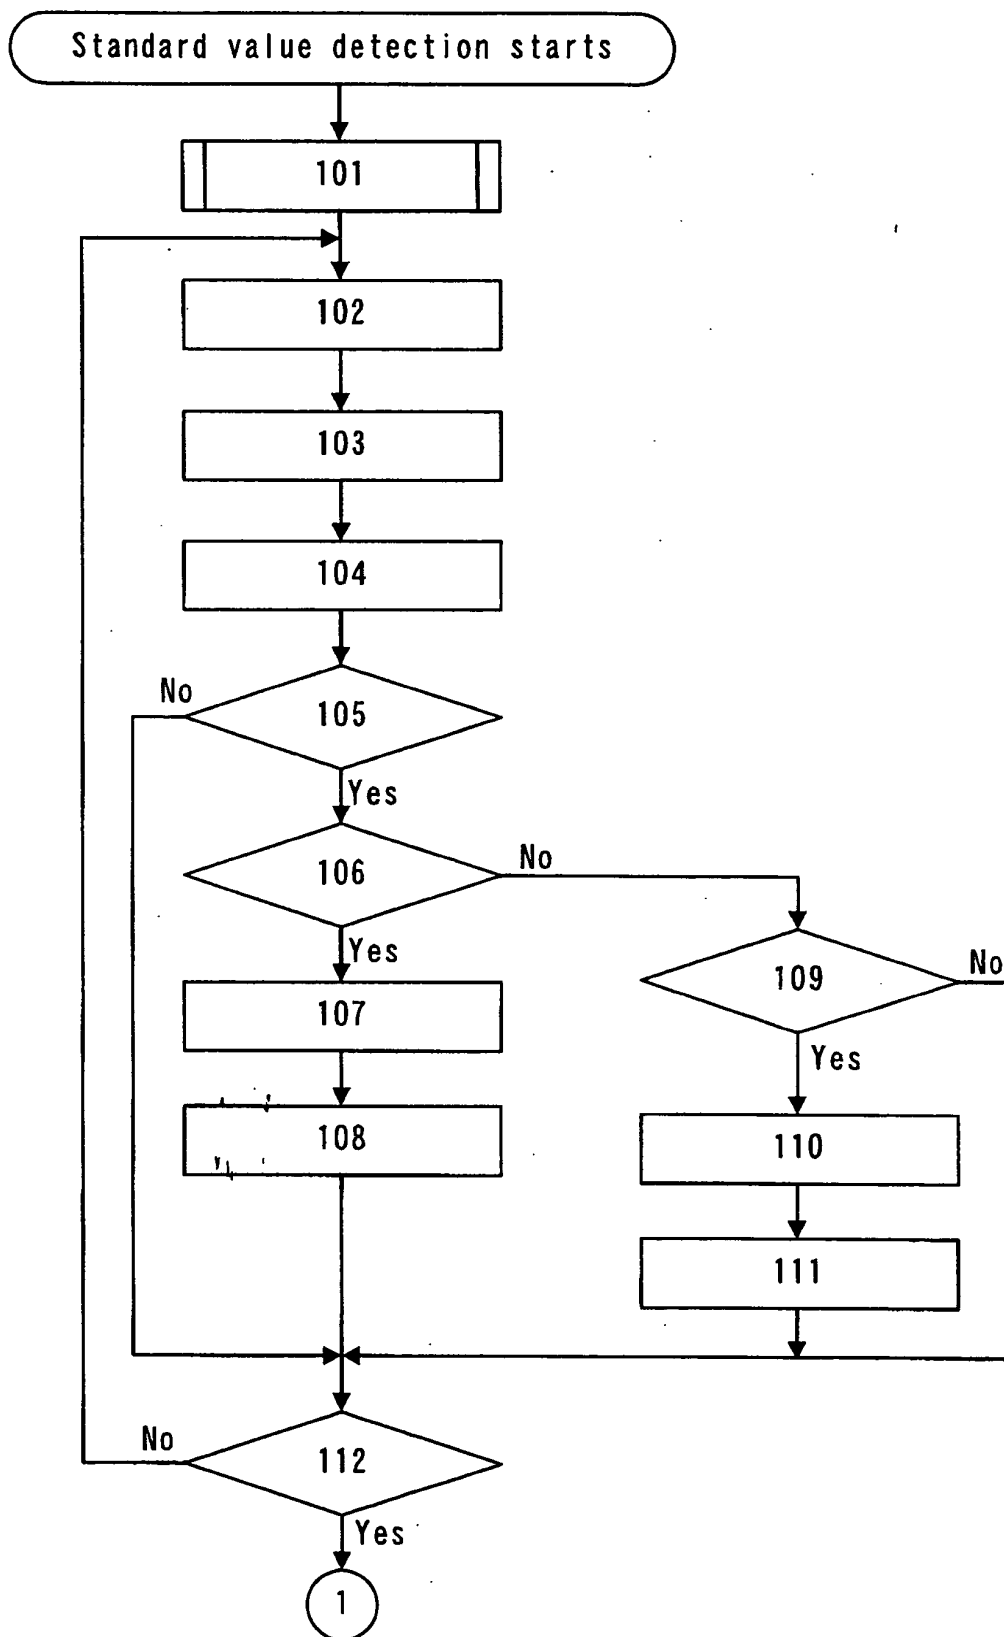 Standard value detection starts
101
102
103
104
No
105
Yes
106
No
Yes
109
No
107
Yes
108
110
111
No
112
Yes
1